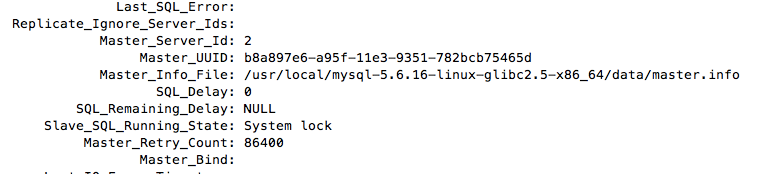 Last_SQL_Error:
Replicate_Ignore_Server_Ids:
Master_Server_Id: 2
Master_UUID: b8a897e6-a95f-11e3-9351-782bcb75465d
Master_Info_File: /usr/local/mysql-5.6.16-linux-glibc2.5-x86_64/data/master.info
SQL_Delay: 0
SQL_Remaining_Delay: NULL
Slave_SQL_Running_State: System lock
Master_Retry_Count: 86400
Master_Bind: